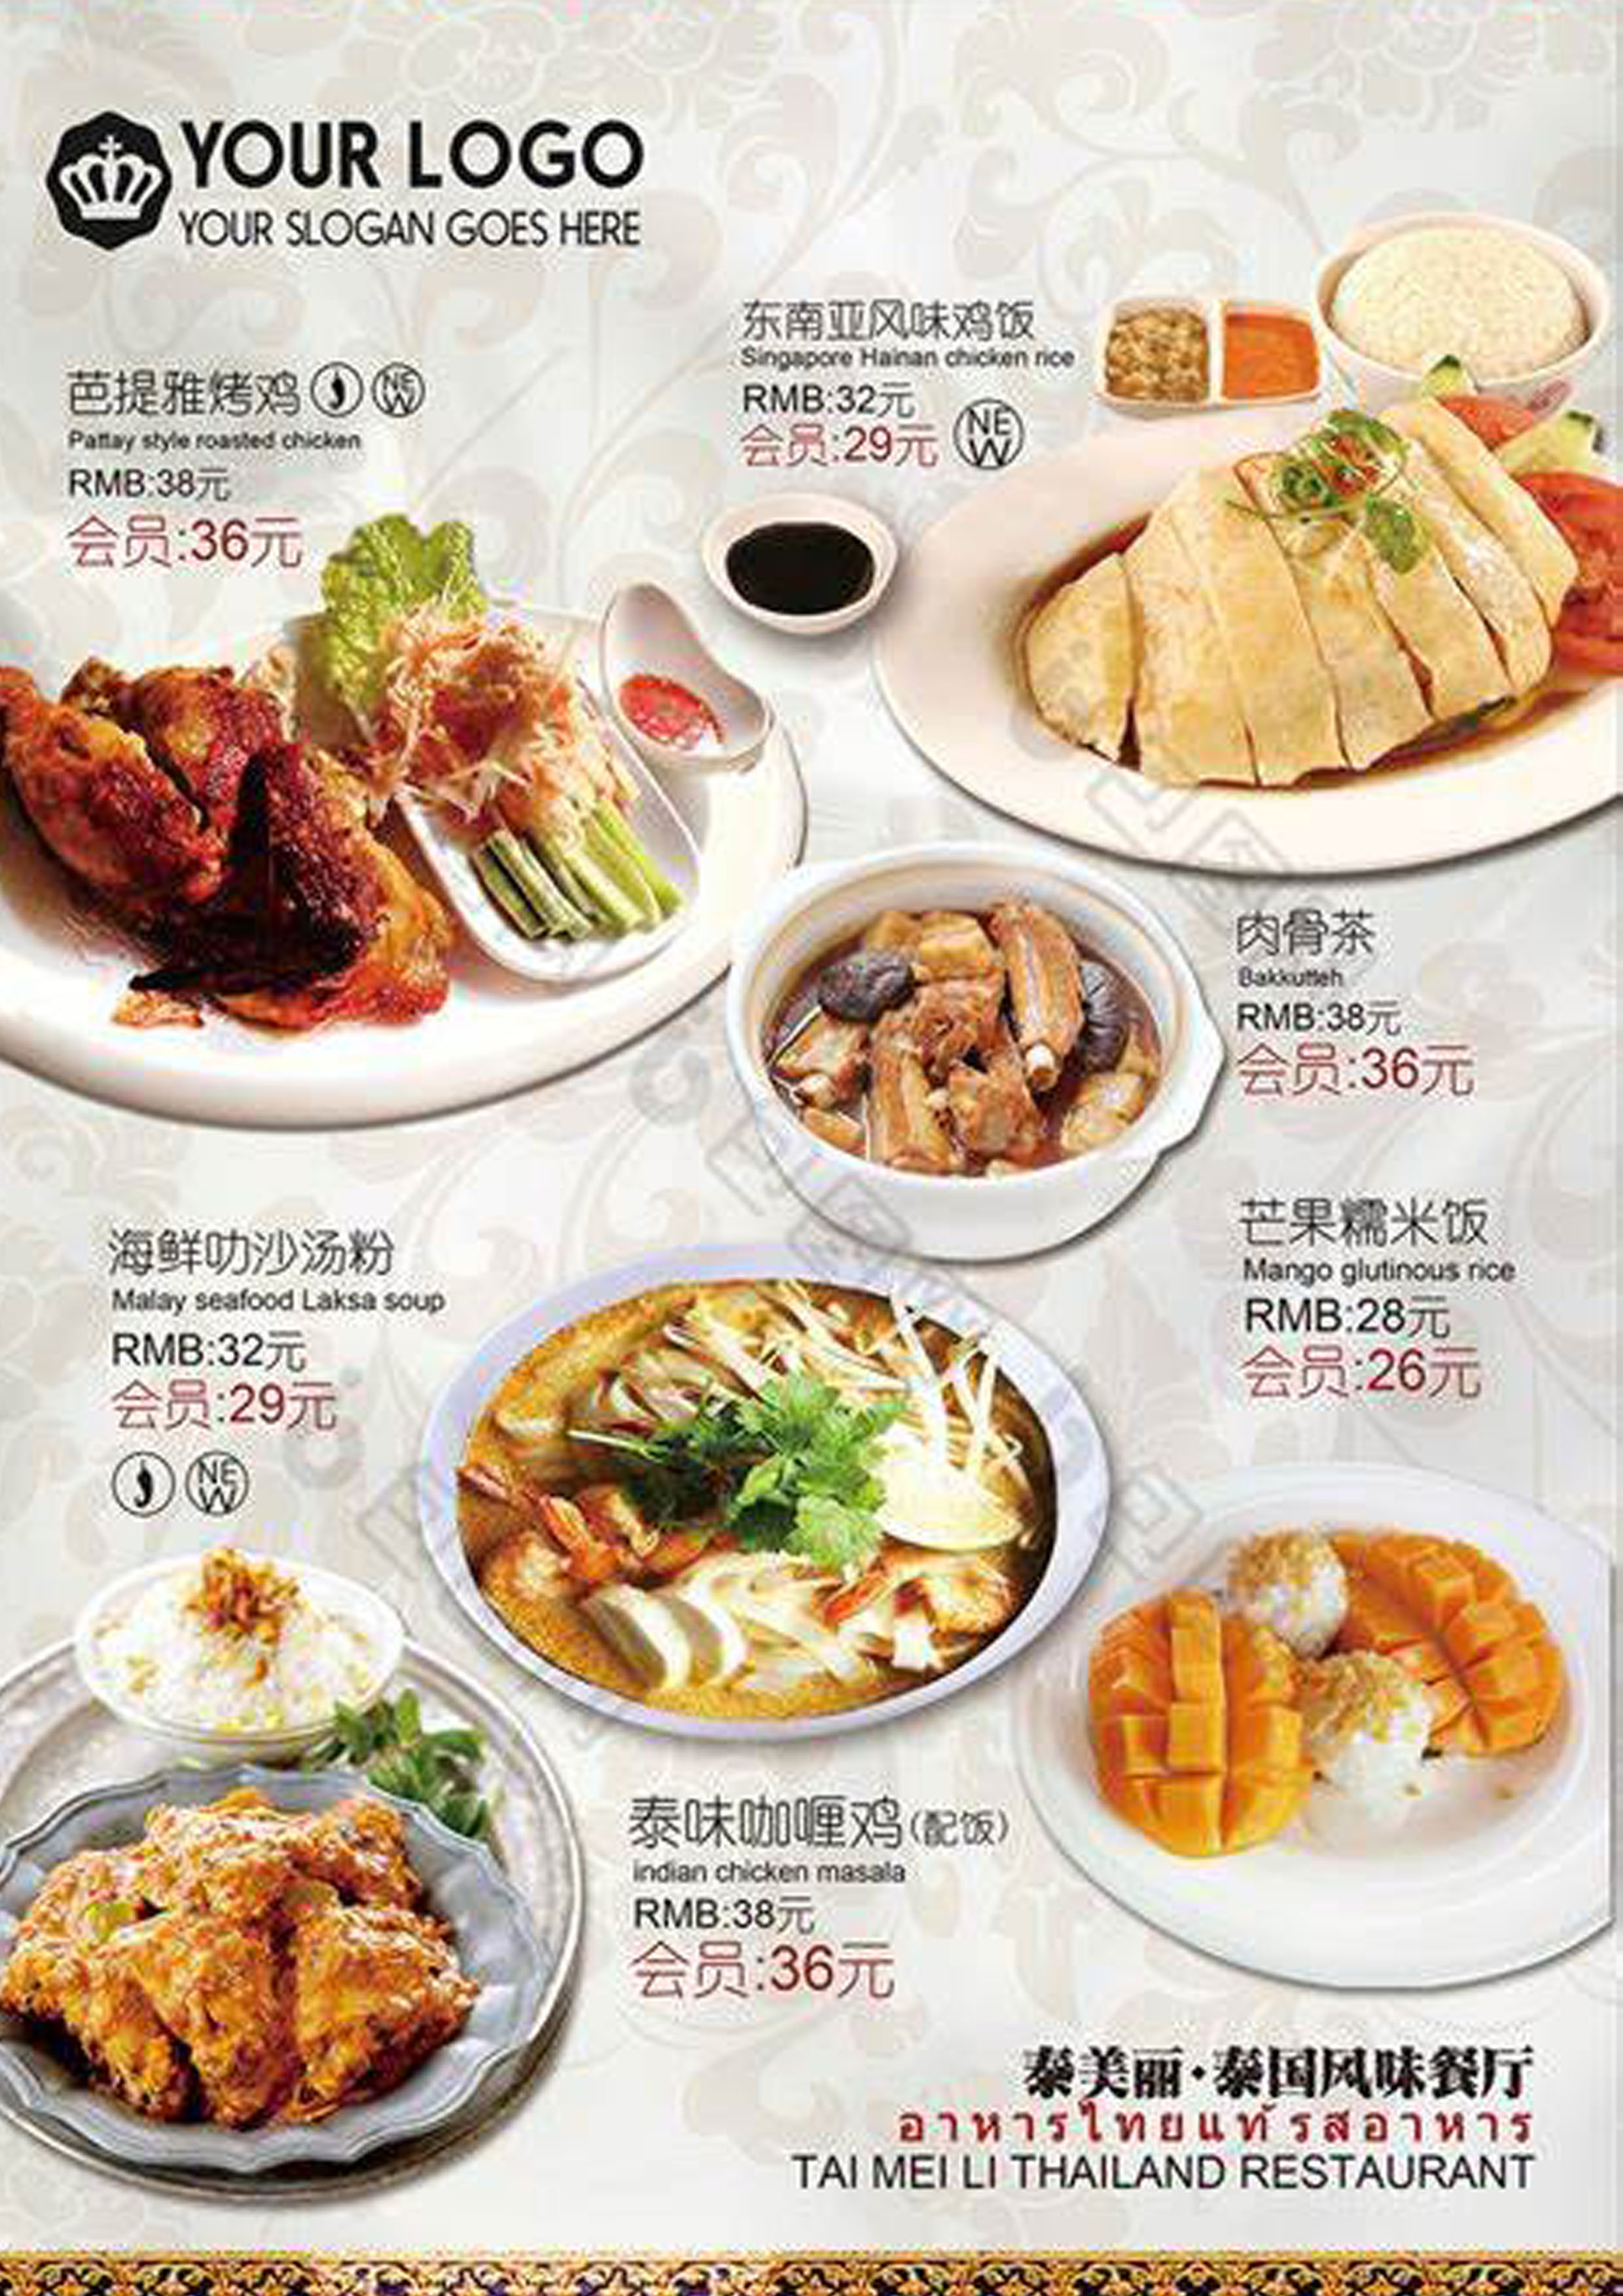 YOUR LOGO
YOUR SLOGAN GOES HERE
东南亚风味鸡饭
Singapore Hainan chicken rice
RMB:32元
会员:29元
NEW
芭提雅烤鸡
NEW
Pattay style roasted chicken
RMB:38元
会员:36元
肉骨茶
Bakkutteh
RMB:38元
会员:36元
芒果糯米饭
Mango glutinous rice
RMB:28元
会员:26元
海鲜叻沙汤粉
Malay seafood Laksa soup
RMB:32元
会员:29元
NEW
泰味咖喱鸡(配饭)
indian chicken masala
RMB:38元
会员:36元
泰美丽·泰国风味餐厅
อาหารไทยแท้รสอาหาร
TAI MEI LI THAILAND RESTAURANT